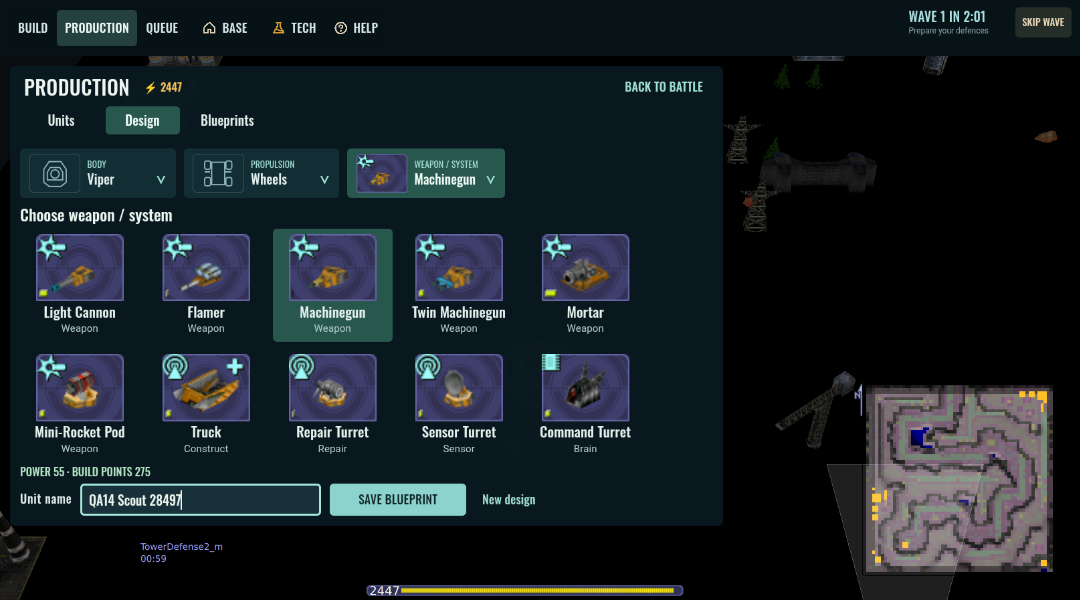 BUILD PRODUCTION QUEUE BASE TECH HELP
WAVE 1 IN 2:01
Prepare your defences
SKIP WAVE
PRODUCTION 2447 BACK TO BATTLE
Units Design Blueprints
BODY
Viper
PROPULSION
Wheels
WEAPON / SYSTEM
Machinegun
Choose weapon / system
Light Cannon
Weapon
Flamer
Weapon
Machinegun
Weapon
Twin Machinegun
Weapon
Mortar
Weapon
Mini-Rocket Pod
Weapon
Truck
Construct
Repair Turret
Repair
Sensor Turret
Sensor
Command Turret
Brain
POWER 55 · BUILD POINTS 275
Unit name QA14 Scout 28497 SAVE BLUEPRINT New design
TowerDefense2_m
00:59
N
2447